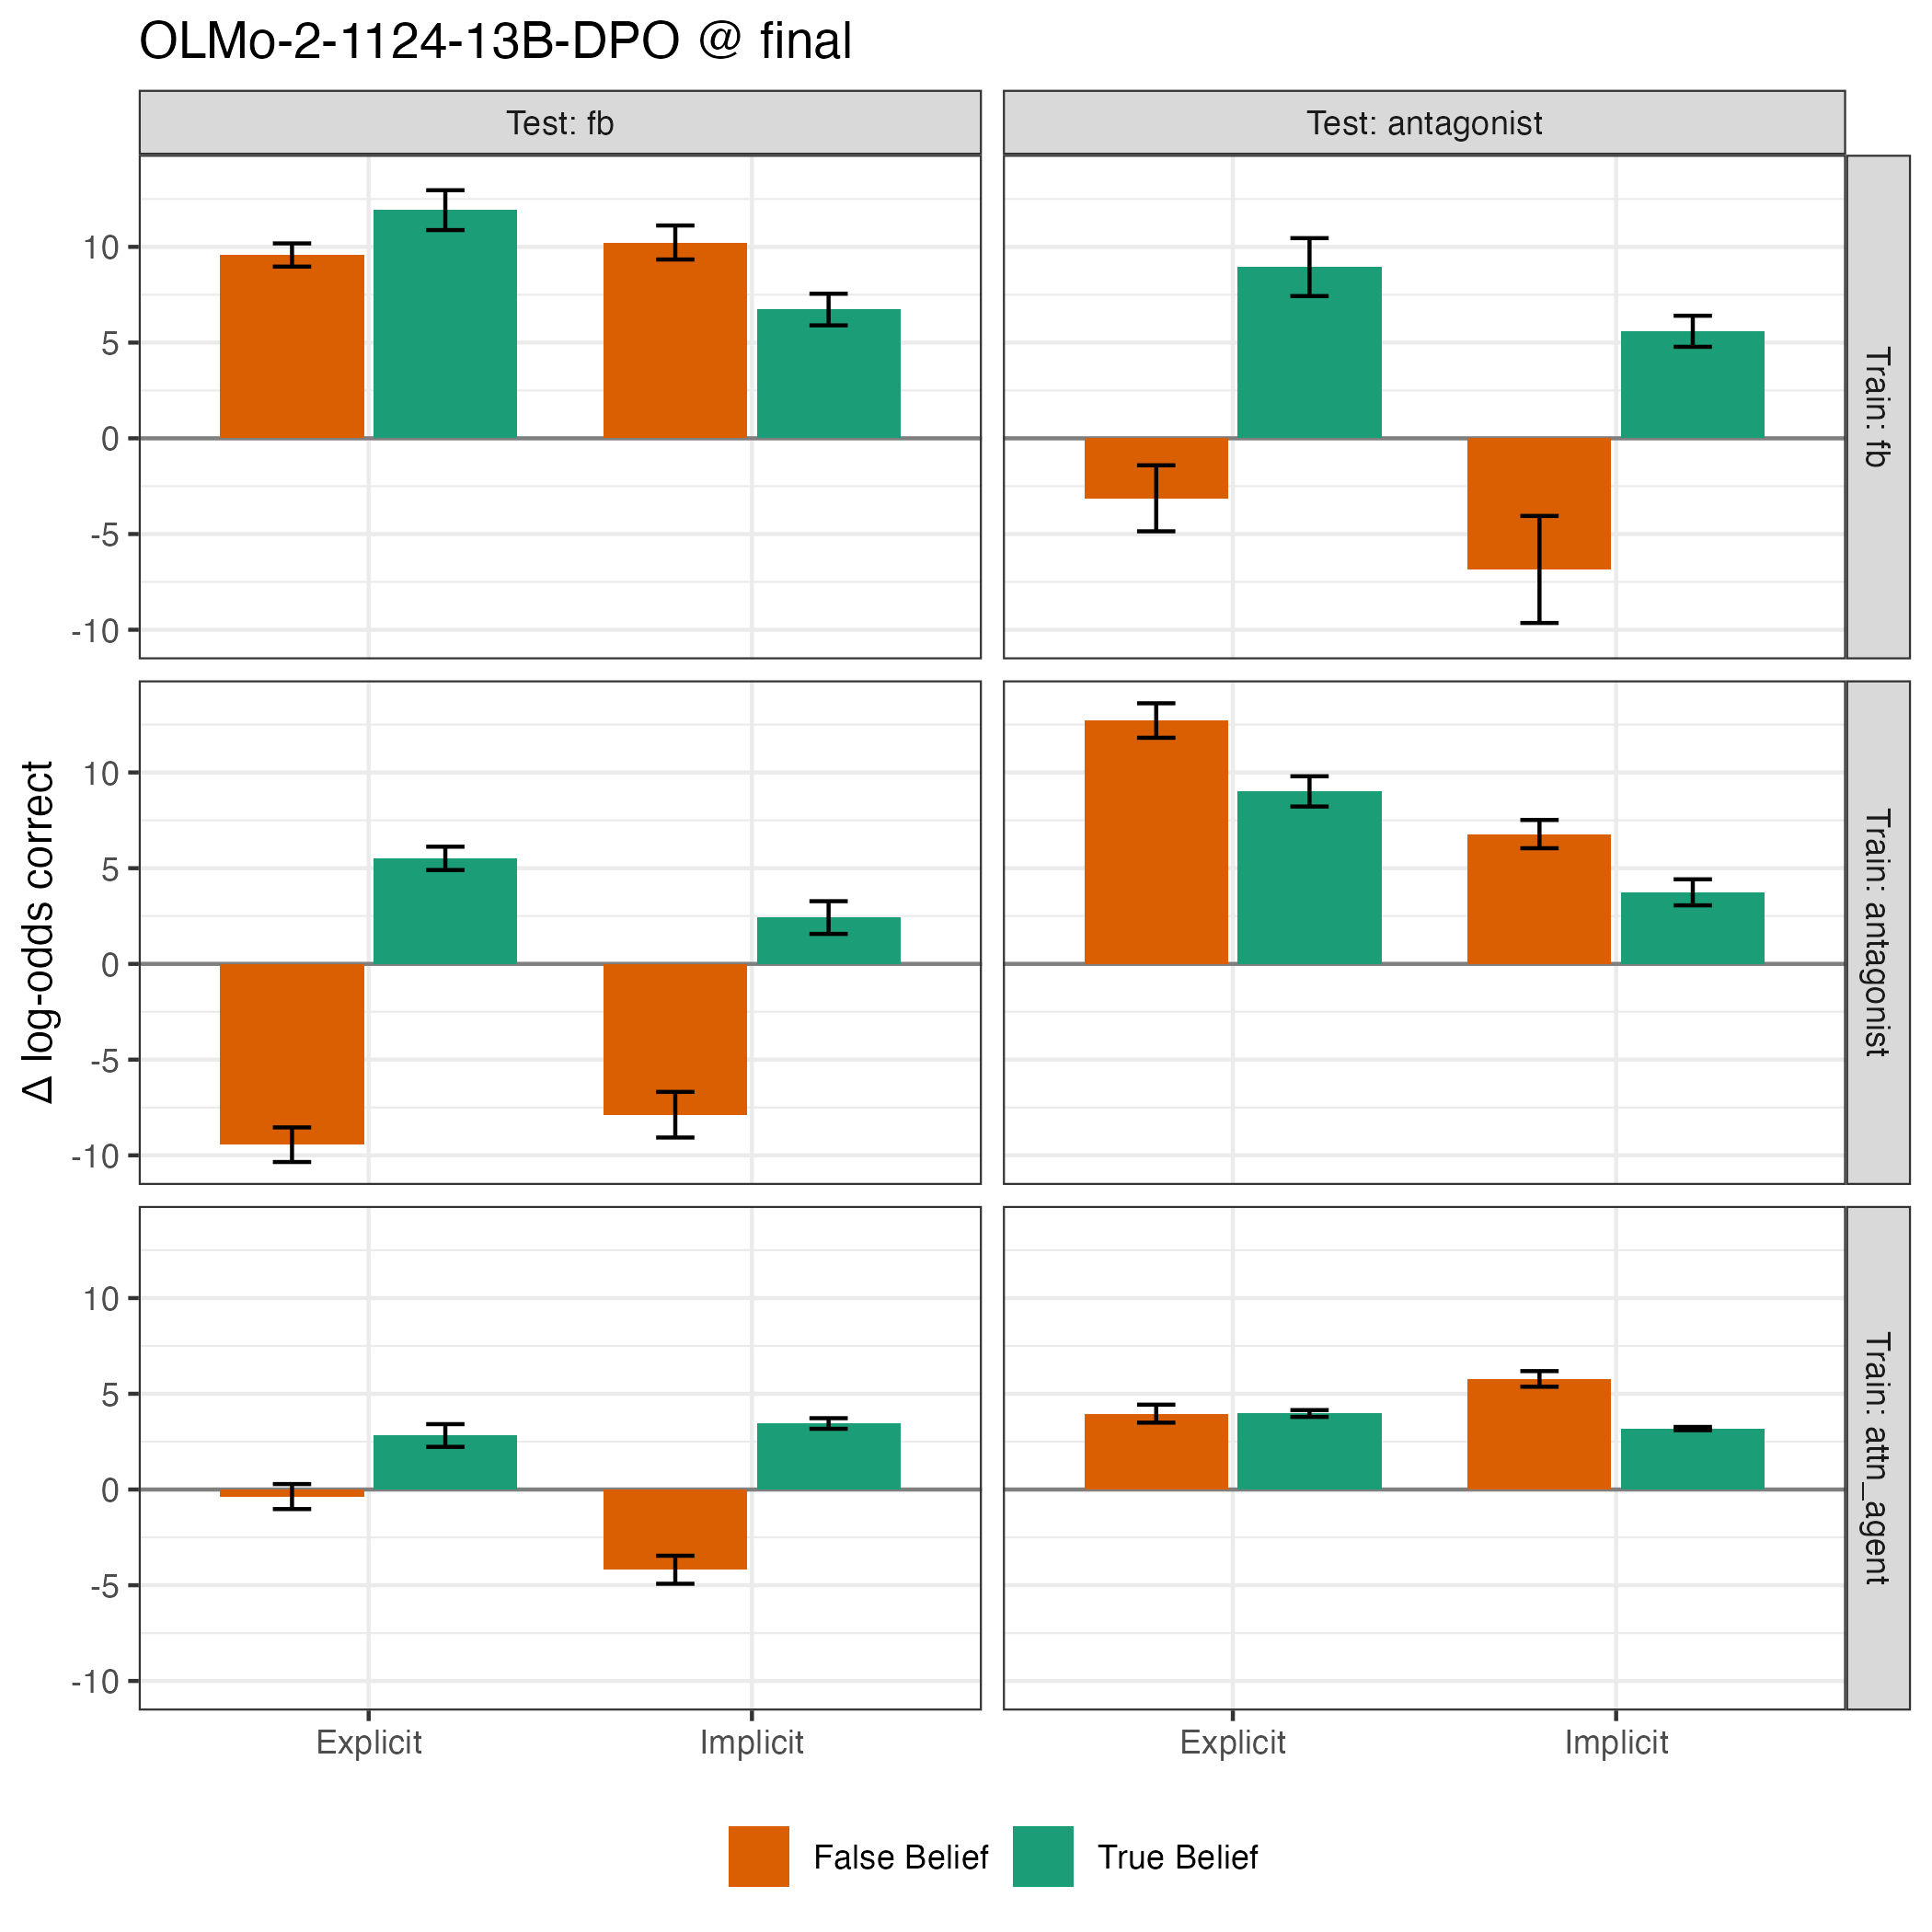 OLMo-2-1124-13B-DPO @ final
Test: fb
Test: antagonist
10
5
0
-5
-10
Train: fb
Δ log-odds correct
10
5
0
-5
-10
Train: antagonist
10
5
0
-5
-10
Train: attn_agent
Explicit
Implicit
Explicit
Implicit
False Belief
True Belief